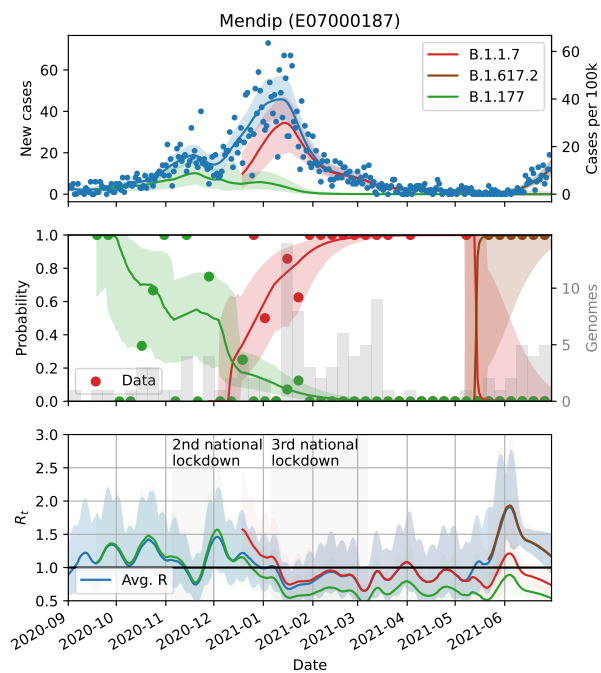 Mendip (E07000187)
New cases
60
40
20
0
B.1.1.7
B.1.617.2
B.1.177
60
40
20
0
Cases per 100k
Probability
1.0
0.8
0.6
0.4
0.2
0.0
Data
10
5
0
Genomes
R_t
3.0
2.5
2.0
1.5
1.0
0.5
2nd national
lockdown
3rd national
lockdown
Avg. R
2020-09
2020-10
2020-11
2020-12
2021-01
2021-02
2021-03
2021-04
2021-05
2021-06
Date